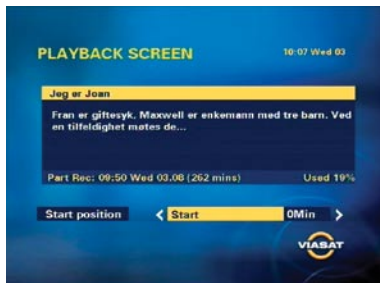 PLAYBACK SCREEN 10:07 Wed 03
Jeg er Joan
Fran er giftesyk. Maxwell er enkemann med tre barn. Ved
en tilfeldighet møtes de...
Part Rec: 09:50 Wed 03.08 (262 mins) Used 19%
Start position < Start 0Min >
VIASAT